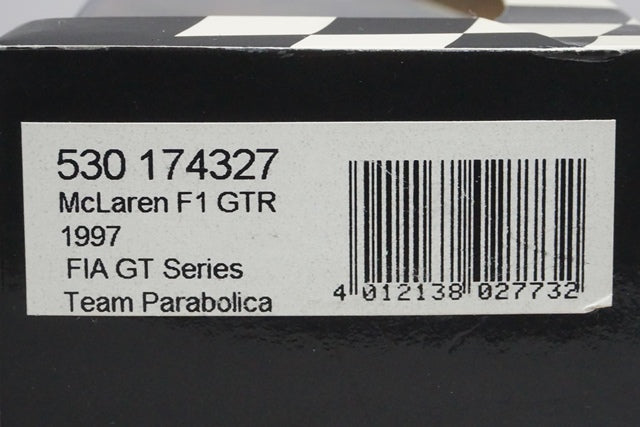 530 174327
McLaren F1 GTR
1997
FIA GT Series
Team Parabolica
4 012138 027732